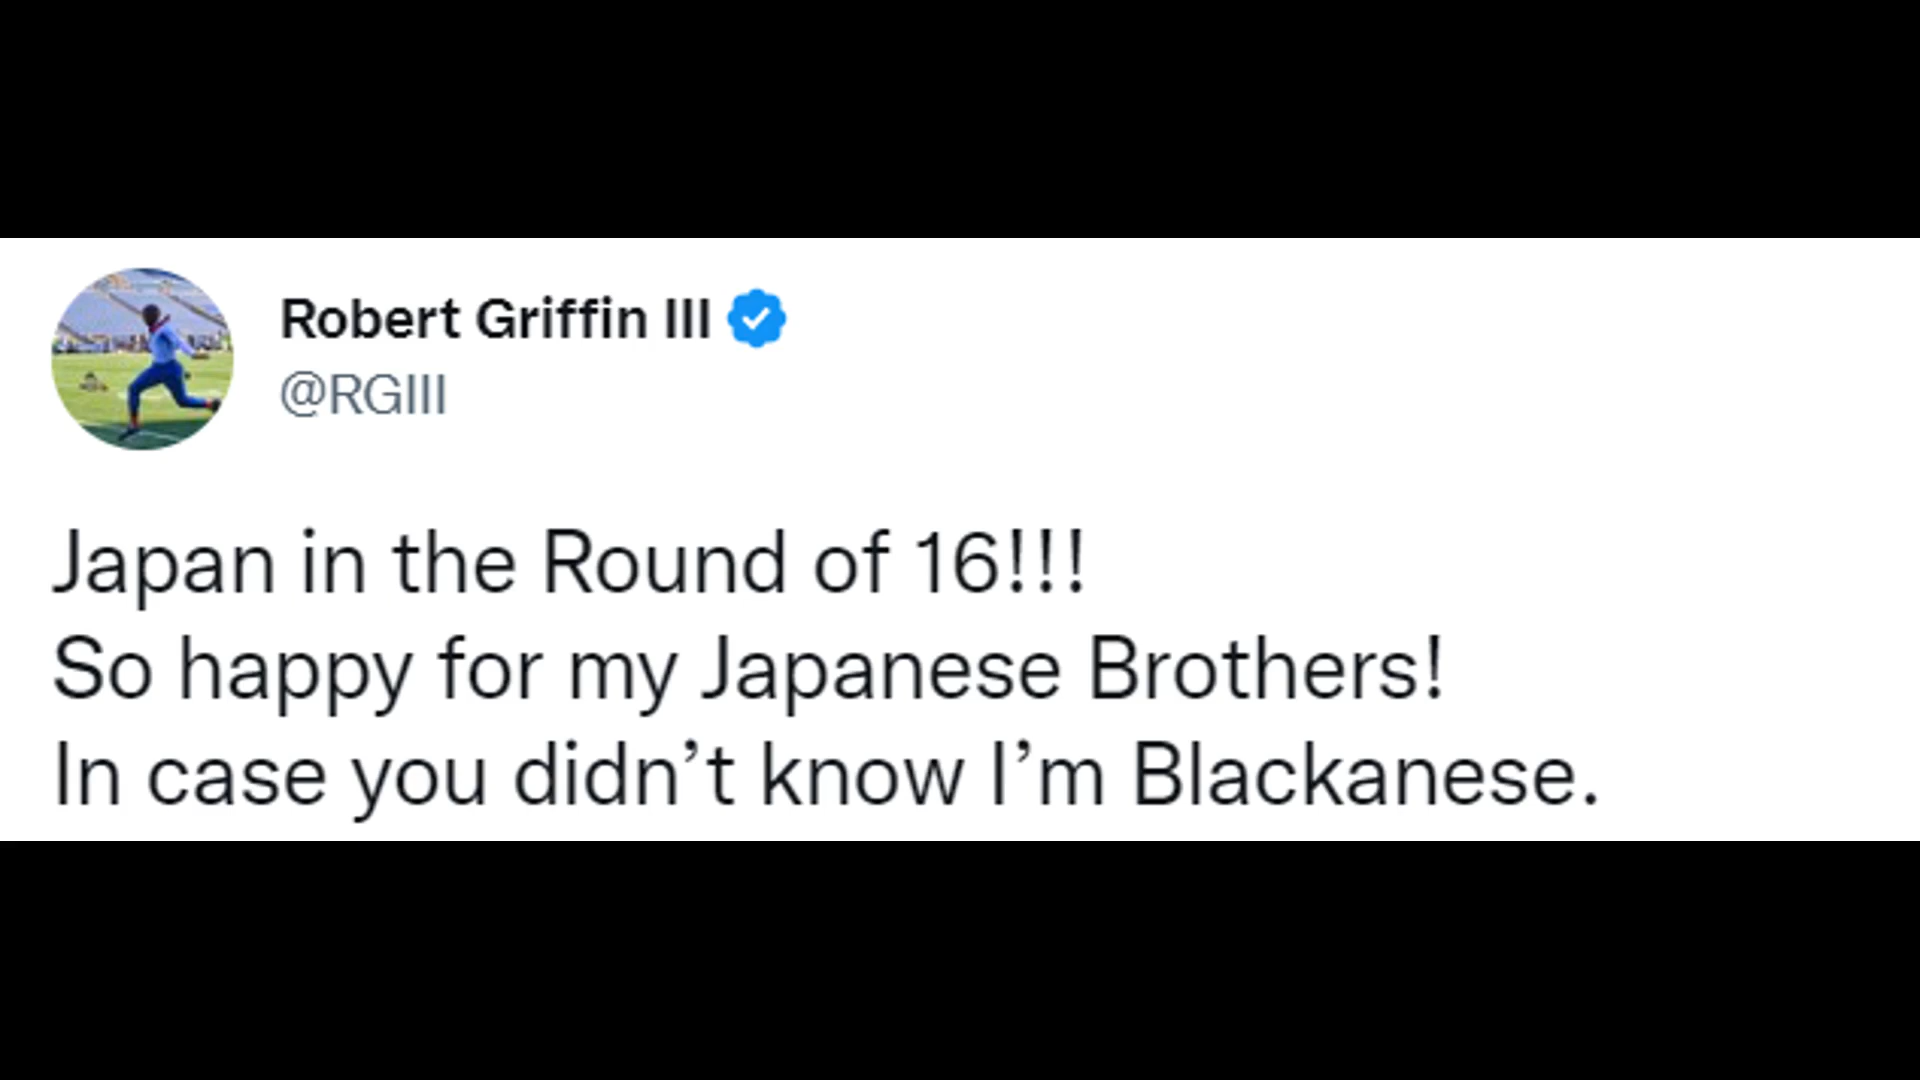 Robert Griffin III
@RGIII
Japan in the Round of 16!!!
So happy for my Japanese Brothers!
In case you didn’t know I’m Blackanese.